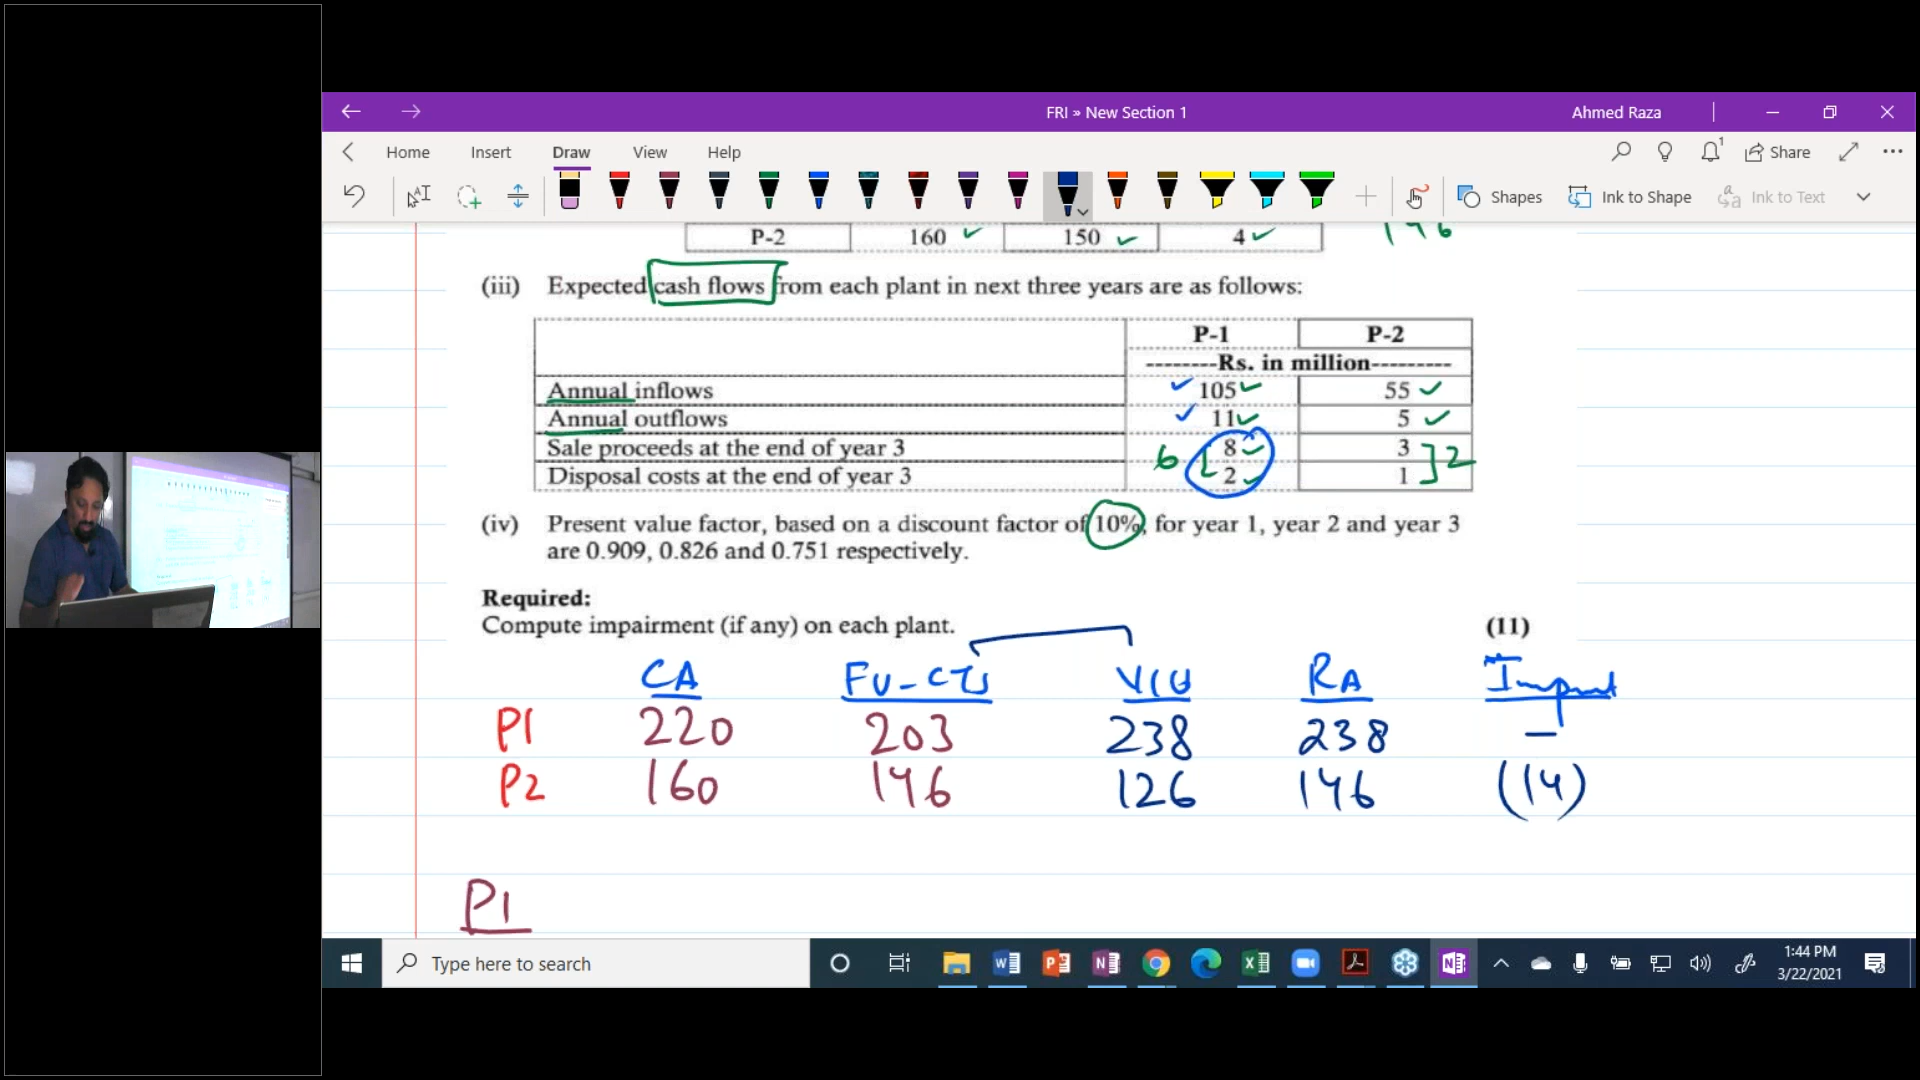 FRI » New Section 1
Ahmed Raza
Home Insert Draw View Help
1
Share
Shapes Ink to Shape Ink to Text
P-2 160 150 4 146
(iii) Expected cash flows from each plant in next three years are as follows:
P-1 P-2
--------Rs. in million---------
Annual inflows 105 55
Annual outflows 11 5
Sale proceeds at the end of year 3 8 3
6 2
Disposal costs at the end of year 3 2 1
(iv) Present value factor, based on a discount factor of 10%, for year 1, year 2 and year 3
are 0.909, 0.826 and 0.751 respectively.
Required:
Compute impairment (if any) on each plant. (11)
CA FV-CTS VIU RA
P1 220 203 238 238 –
P2 160 146 126 146 (14)
P1
Type here to search
1:44 PM
3/22/2021